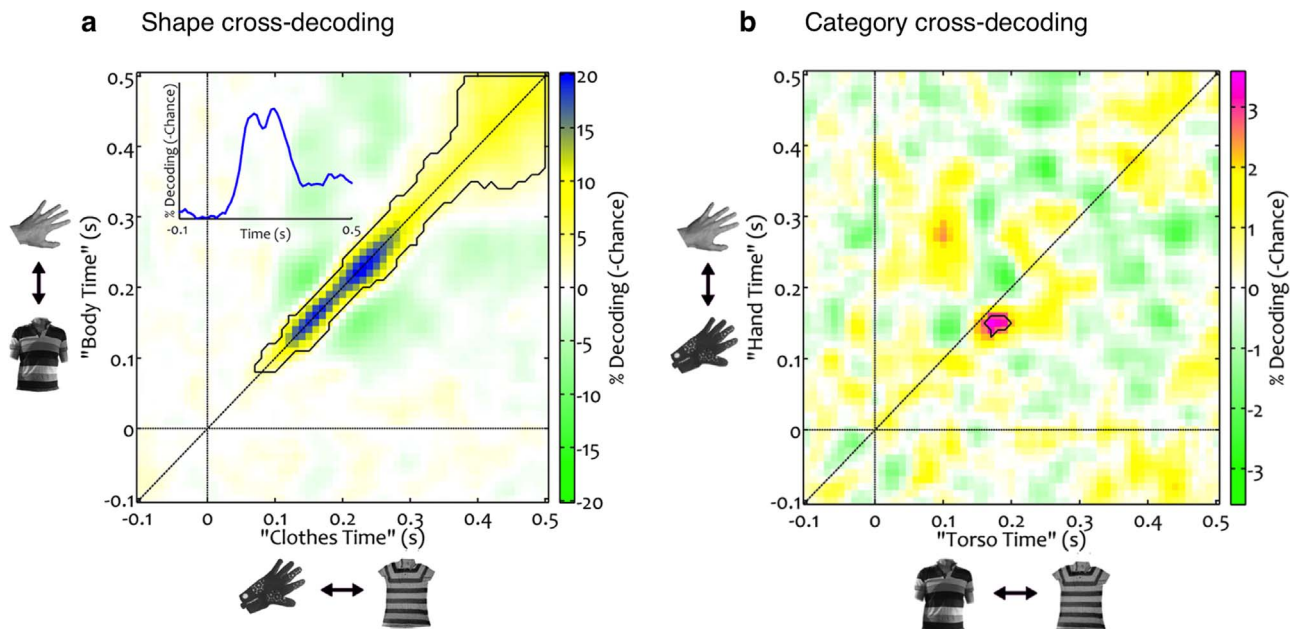 a Shape cross-decoding
0.5
0.4
0.3
0.2
0.1
0
-0.1
"Body Time" (s)
% Decoding (-Chance)
-0.1
Time (s)
0.5
-0.1 0 0.1 0.2 0.3 0.4 0.5
"Clothes Time" (s)
20
15
10
5
0
-5
-10
-15
-20
% Decoding (-Chance)
b Category cross-decoding
0.5
0.4
0.3
0.2
0.1
0
-0.1
"Hand Time" (s)
-0.1 0 0.1 0.2 0.3 0.4 0.5
"Torso Time" (s)
3
2
1
0
-1
-2
-3
% Decoding (-Chance)